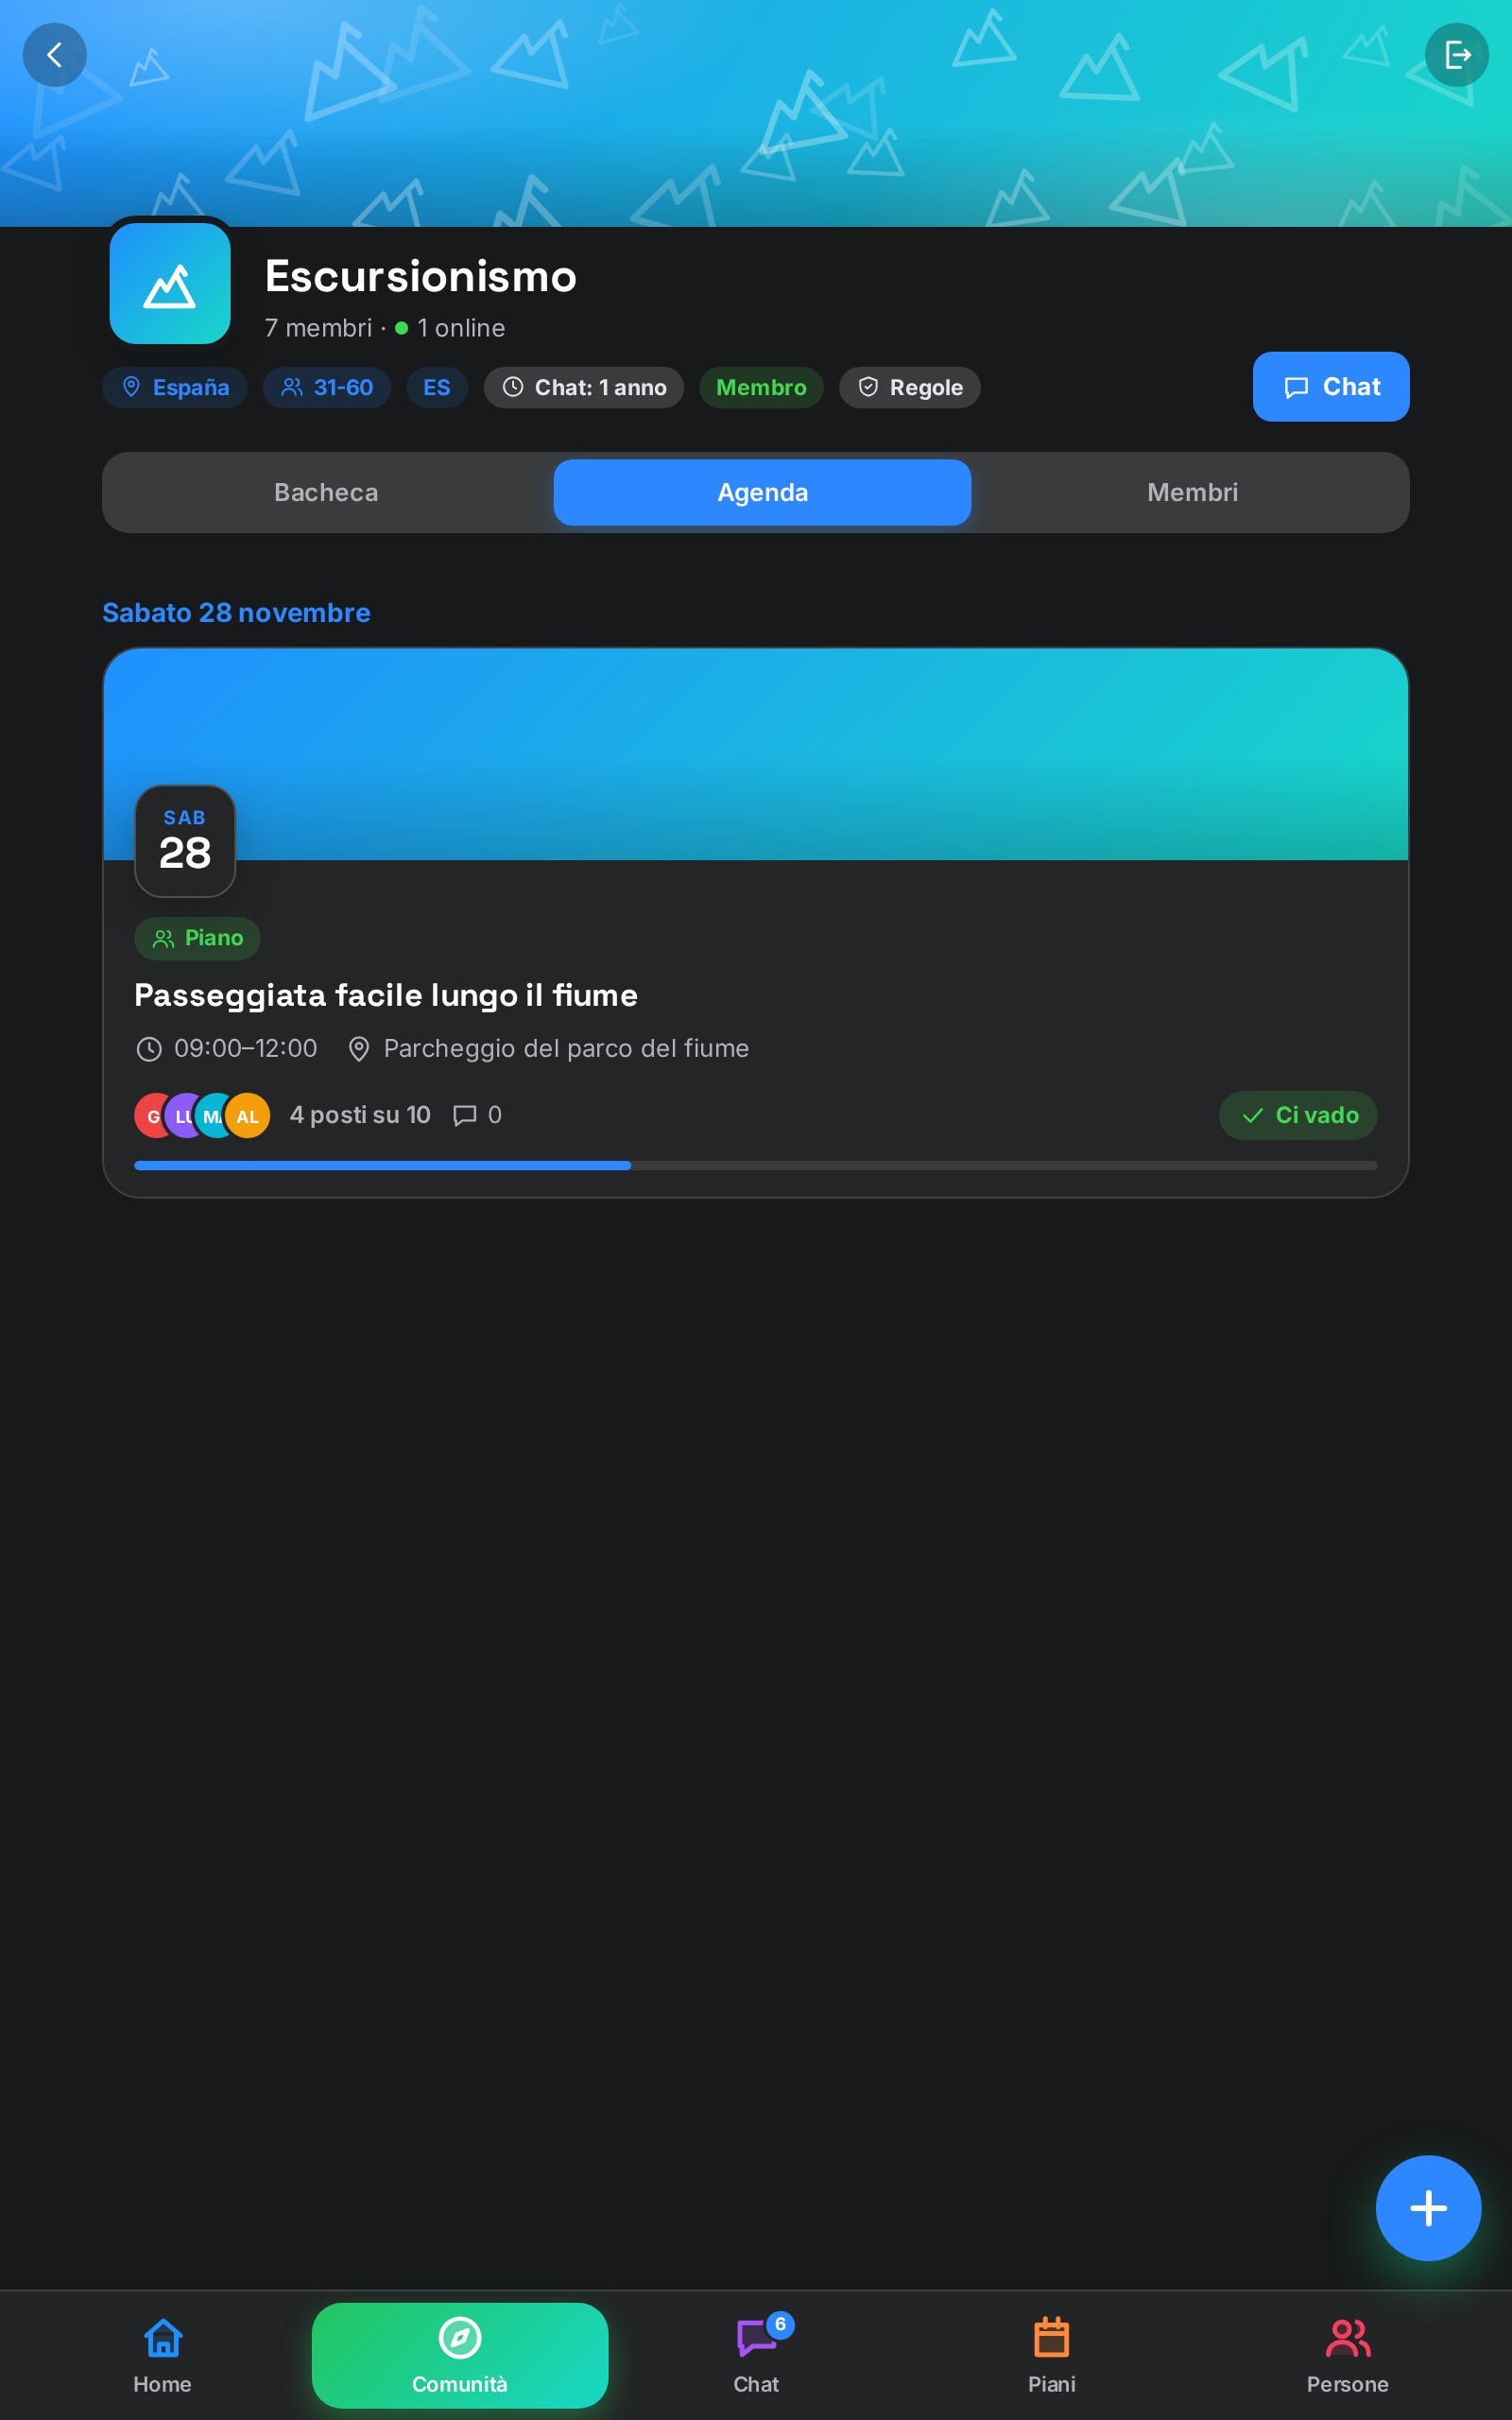 Escursionismo
7 membri · 1 online
España 31-60 ES Chat: 1 anno Membro Regole
Chat
Bacheca Agenda Membri
Sabato 28 novembre
SAB
28
Piano
Passeggiata facile lungo il fiume
09:00–12:00 Parcheggio del parco del fiume
AL 4 posti su 10 0 Ci vado
6
Home Comunità Chat Piani Persone